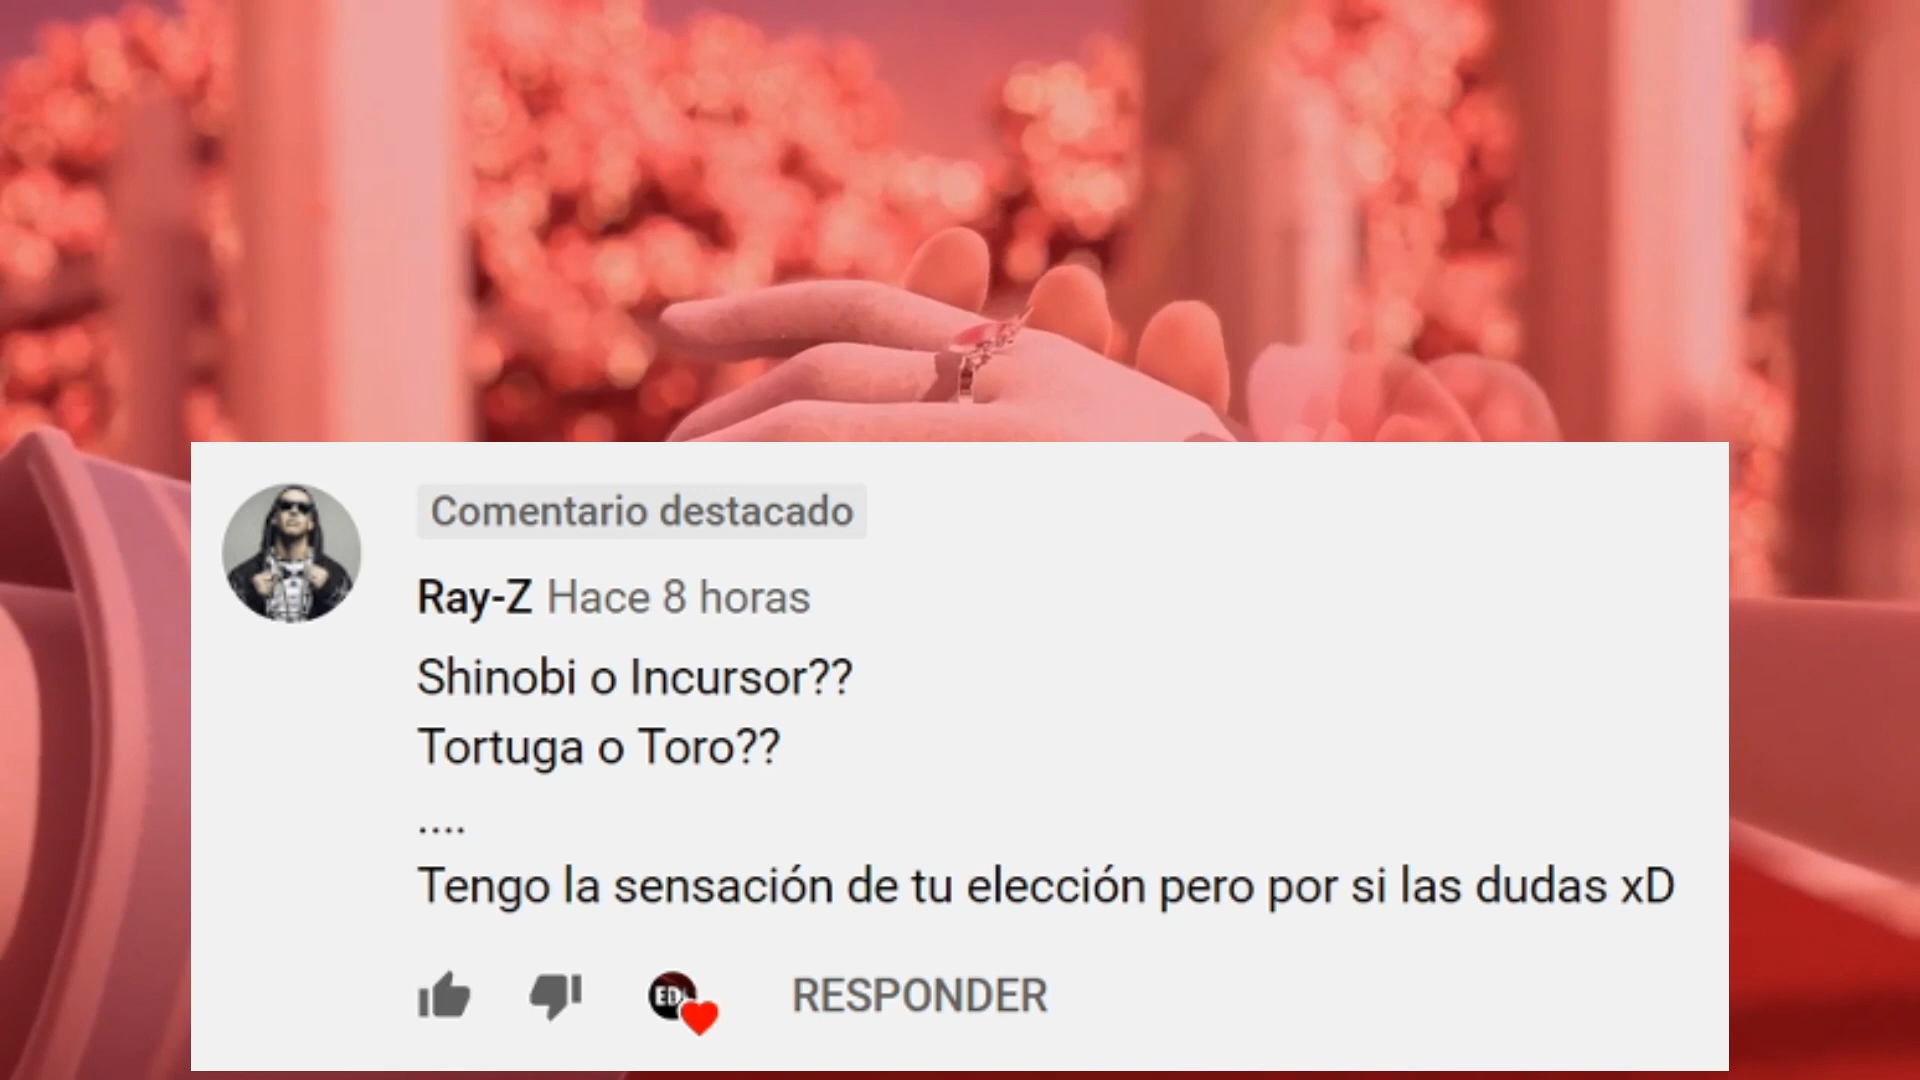 Comentario destacado
Ray-Z Hace 8 horas
Shinobi o Incursor??
Tortuga o Toro??
....
Tengo la sensación de tu elección pero por si las dudas xD
ED
RESPONDER